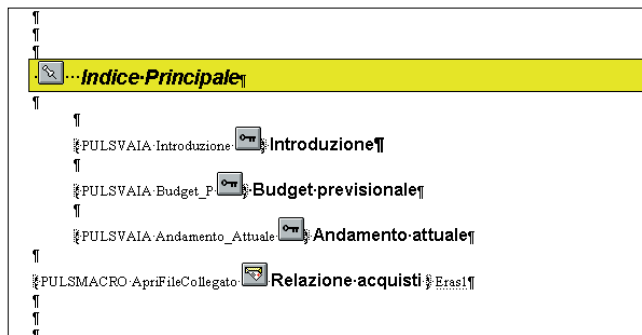 ¶
¶
¶
···Indice·Principale¶
¶
¶
{·PULSVAIA·Introduzione·}·Introduzione¶
¶
{·PULSVAIA·Budget_P·}·Budget·previsionale¶
¶
{·PULSVAIA·Andamento_Attuale·}·Andamento·attuale¶
¶
{·PULSMACRO·ApriFileCollegato·Relazione·acquisti·}·Eras1¶
¶
¶
¶